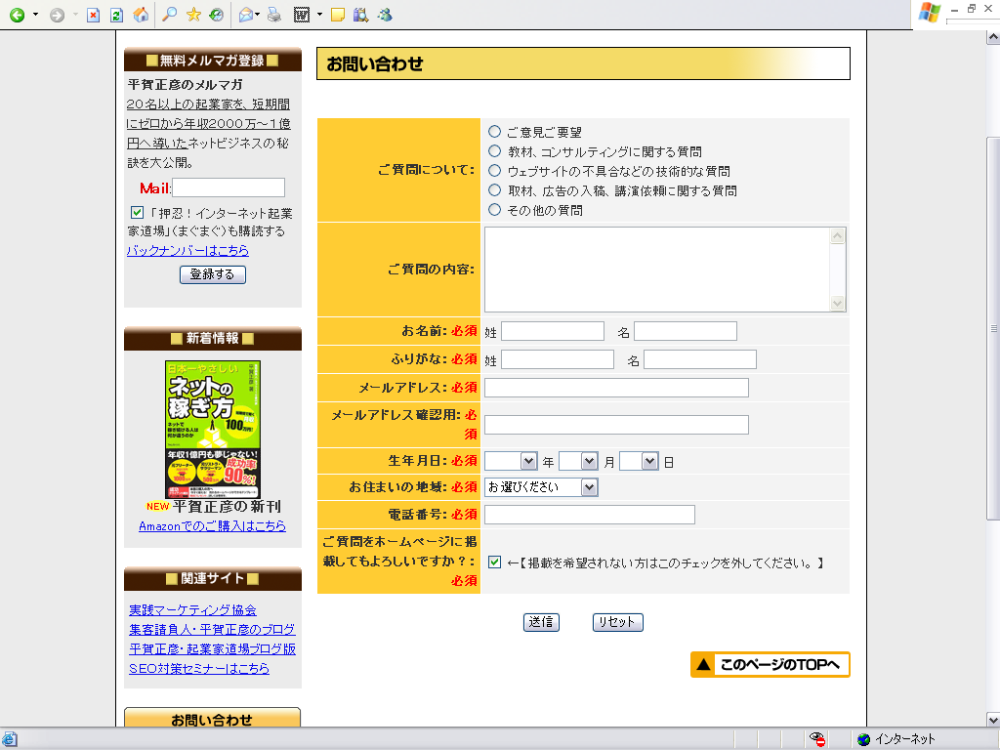 無料メルマガ登録
平賀正彦のメルマガ
20名以上の起業家を、短期間
にゼロから年収2000万～1億
円へ導いたネットビジネスの秘
訣を大公開。
Mail:
「押忍！インターネット起業
家道場」（まぐまぐ）も購読する
バックナンバーはこちら
登録する
新着情報
日本一やさしい
ネットの
稼ぎ方
平賀正彦 著
100万円!
年収1億円も夢じゃない!
成功率
90%!
NEW 平賀正彦の新刊
Amazonでのご購入はこちら
関連サイト
実践マーケティング協会
集客請負人・平賀正彦のブログ
平賀正彦・起業家道場ブログ版
SEO対策セミナーはこちら
お問い合わせ
お問い合わせ
ご質問について:
ご意見ご要望
教材、コンサルティングに関する質問
ウェブサイトの不具合などの技術的な質問
取材、広告の入稿、講演依頼に関する質問
その他の質問
ご質問の内容:
お名前: 必須 姓 名
ふりがな: 必須 姓 名
メールアドレス: 必須
メールアドレス確認用: 必
須
生年月日: 必須 年 月 日
お住まいの地域: 必須 お選びください
電話番号: 必須
ご質問をホームページに掲
載してもよろしいですか？:
必須
←【掲載を希望されない方はこのチェックを外してください。】
送信 リセット
▲ このページのTOPへ
インターネット